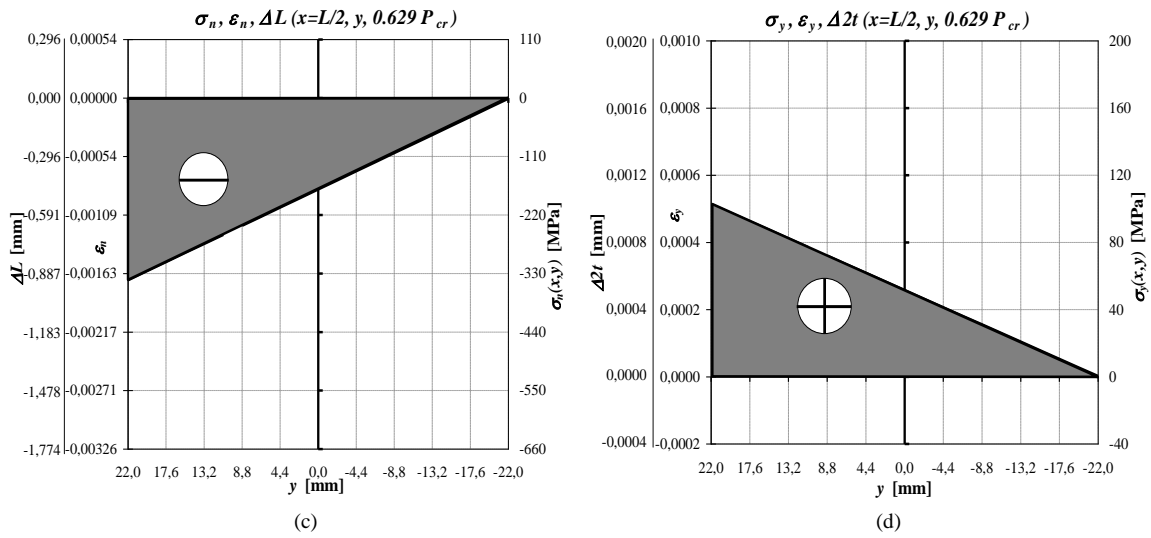 σn , εn , ΔL (x=L/2, y, 0.629 Pcr )
0,296 0,00054 110
0,000 0,00000 0
-0,296 -0,00054 -110
-0,591 -0,00109 -220
-0,887 -0,00163 -330
-1,183 -0,00217 -440
-1,478 -0,00271 -550
-1,774 -0,00326 -660
ΔL [mm]
εn
σn(x,y) [MPa]
22,0 17,6 13,2 8,8 4,4 0,0 -4,4 -8,8 -13,2 -17,6 -22,0
y [mm]
(c)
σy , εy , Δ2t (x=L/2, y, 0.629 Pcr )
0,0020 0,0010 200
0,0016 0,0008 160
0,0012 0,0006 120
0,0008 0,0004 80
0,0004 0,0002 40
0,0000 0,0000 0
-0,0004 -0,0002 -40
Δ2t [mm]
εy
σy(x,y) [MPa]
22,0 17,6 13,2 8,8 4,4 0,0 -4,4 -8,8 -13,2 -17,6 -22,0
y [mm]
(d)